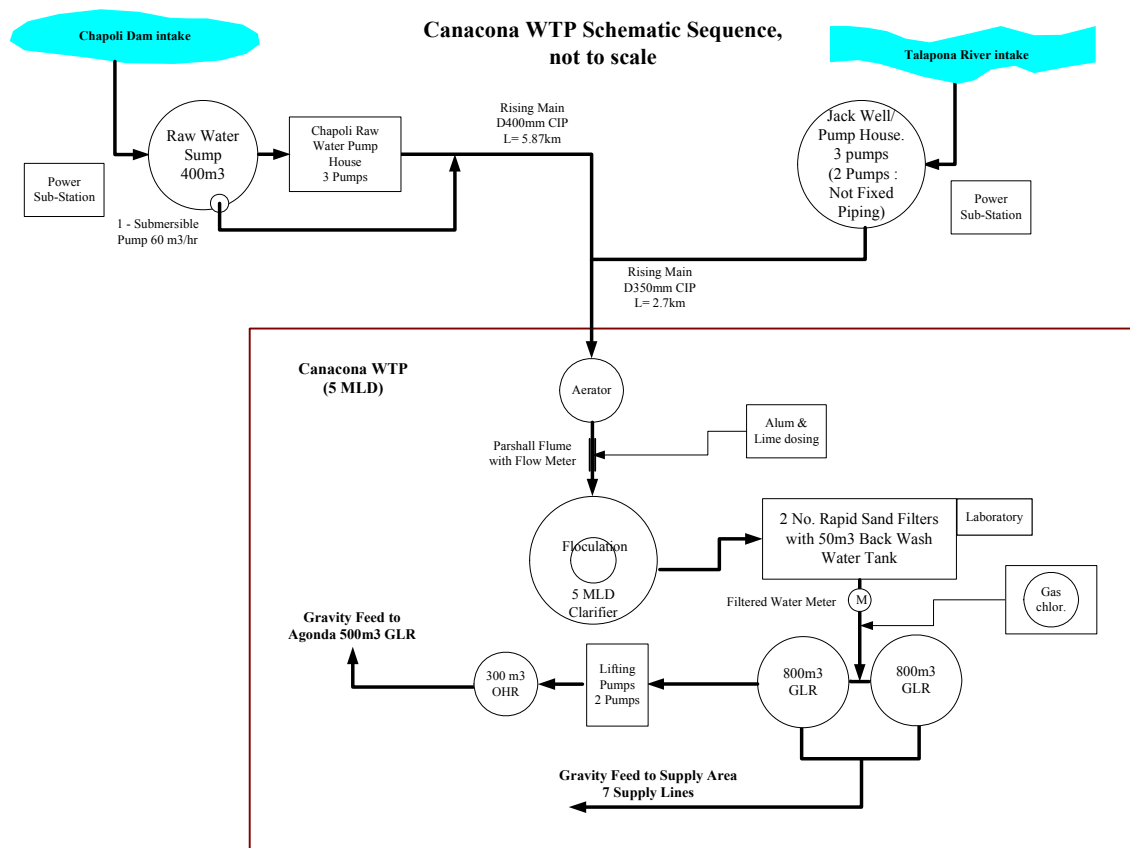 Canacona WTP Schematic Sequence,
not to scale
Chapoli Dam intake
Talapona River intake
Raw Water
Sump
400m3
Chapoli Raw
Water Pump
House
3 Pumps
Rising Main
D400mm CIP
L= 5.87km
Jack Well/
Pump House.
3 pumps
(2 Pumps :
Not Fixed
Piping)
Power
Sub-Station
Power
Sub-Station
1 - Submersible
Pump 60 m3/hr
Rising Main
D350mm CIP
L= 2.7km
Canacona WTP
(5 MLD)
Aerator
Parshall Flume
with Flow Meter
Alum &
Lime dosing
Floculation
5 MLD
Clarifier
2 No. Rapid Sand Filters
with 50m3 Back Wash
Water Tank
Laboratory
Filtered Water Meter
M
Gas
chlor.
Gravity Feed to
Agonda 500m3 GLR
300 m3
OHR
Lifting
Pumps
2 Pumps
800m3
GLR
800m3
GLR
Gravity Feed to Supply Area
7 Supply Lines